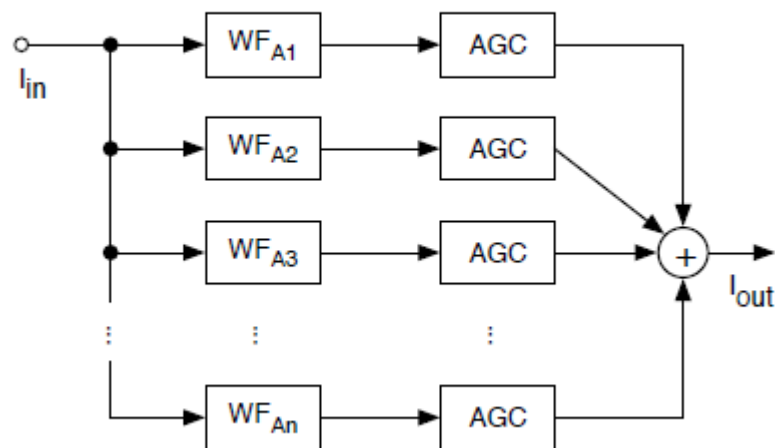 WF_A1 AGC
I_in
WF_A2 AGC
WF_A3 AGC
+
I_out
⋮ ⋮ ⋮
WF_An AGC